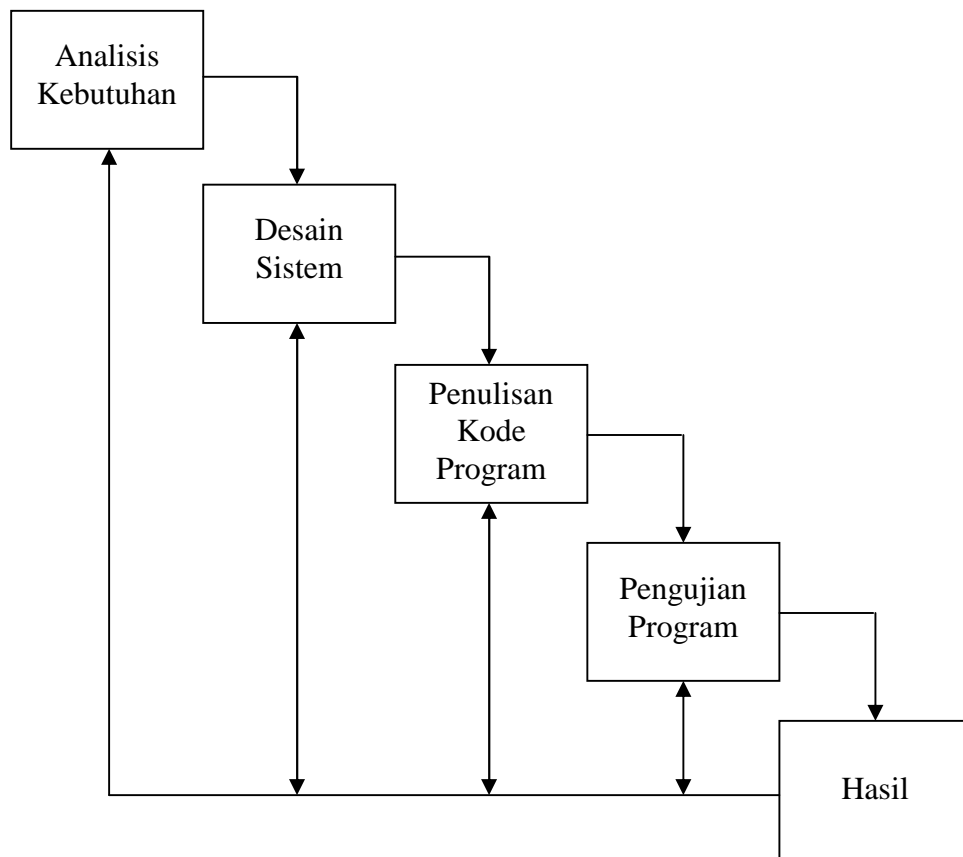 Analisis
Kebutuhan
Desain
Sistem
Penulisan
Kode
Program
Pengujian
Program
Hasil